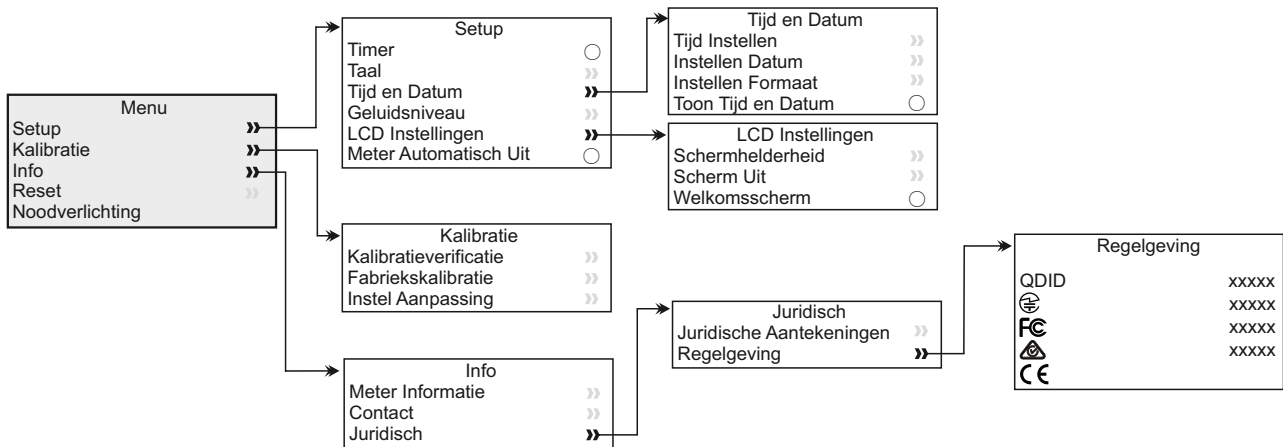 Menu
Setup
Kalibratie
Info
Reset
Noodverlichting
Setup
Timer
Taal
Tijd en Datum
Geluidsniveau
LCD Instellingen
Meter Automatisch Uit
Tijd en Datum
Tijd Instellen
Instellen Datum
Instellen Formaat
Toon Tijd en Datum
LCD Instellingen
Schermhelderheid
Scherm Uit
Welkomsscherm
Kalibratie
Kalibratieverificatie
Fabriekskalibratie
Instel Aanpassing
Info
Meter Informatie
Contact
Juridisch
Juridisch
Juridische Aantekeningen
Regelgeving
Regelgeving
QDID xxxxx
xxxxx
FC xxxxx
xxxxx
CE